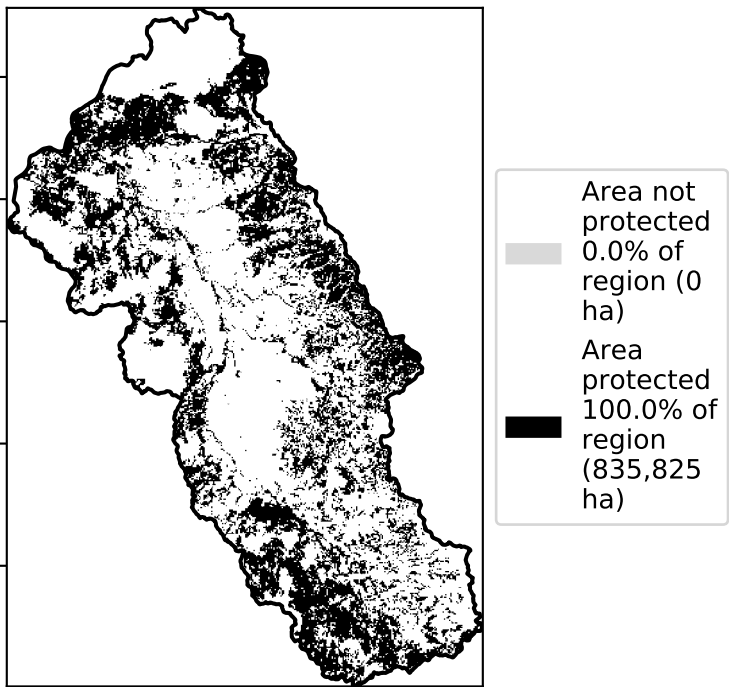 Area not
protected
0.0% of
region (0
ha)
Area
protected
100.0% of
region
(835,825
ha)